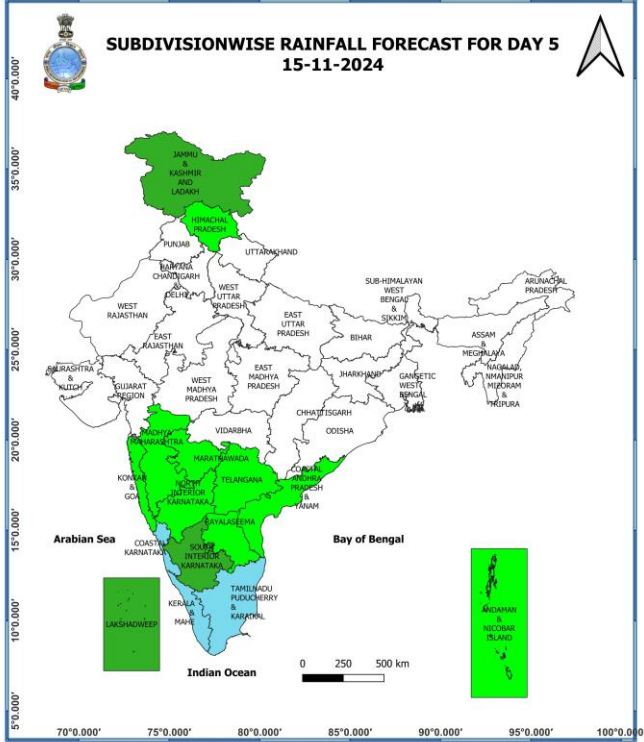 SUBDIVISIONWISE RAINFALL FORECAST FOR DAY 5
15-11-2024
40°0.000'
35°0.000'
30°0.000'
25°0.000'
20°0.000'
15°0.000'
10°0.000'
5°0.000'
JAMMU
&
KASHMIR
AND
LADAKH
HIMACHAL
PRADESH
PUNJAB
UTTARAKHAND
HARYANA
CHANDIGARH
&
DELHI
WEST
UTTAR
PRADESH
SUB-HIMALAYAN
WEST
BENGAL
&
SIKKIM
ARUNACHAL
PRADESH
WEST
RAJASTHAN
EAST
RAJASTHAN
EAST
UTTAR
PRADESH
BIHAR
ASSAM
&
MEGHALAYA
NAGALAD,
NMANIPUR
MIZORAM
&
TRIPURA
SAURASHTRA
&
KUTCH
GUJARAT
REGION
WEST
MADHYA
PRADESH
EAST
MADHYA
PRADESH
JHARKHAND
GANGETIC
WEST
BENGAL
CHHATTISGARH
ODISHA
VIDARBHA
MADHYA
MAHARASHTRA
MARATHAWADA
KONKAN
&
GOA
NORTH
INTERIOR
KARNATAKA
TELANGANA
COASTAL
ANDHRA
PRADESH
&
YANAM
RAYALASEEMA
Arabian Sea
Bay of Bengal
COASTAL
KARNATAKA
SOUTH
INTERIOR
KARNATAKA
TAMILNADU
PUDUCHERRY
&
KARAIKAL
KERALA
&
MAHE
LAKSHADWEEP
ANDAMAN
&
NICOBAR
ISLAND
Indian Ocean
0 250 500 km
70°0.000' 75°0.000' 80°0.000' 85°0.000' 90°0.000' 95°0.000' 100°0.000'